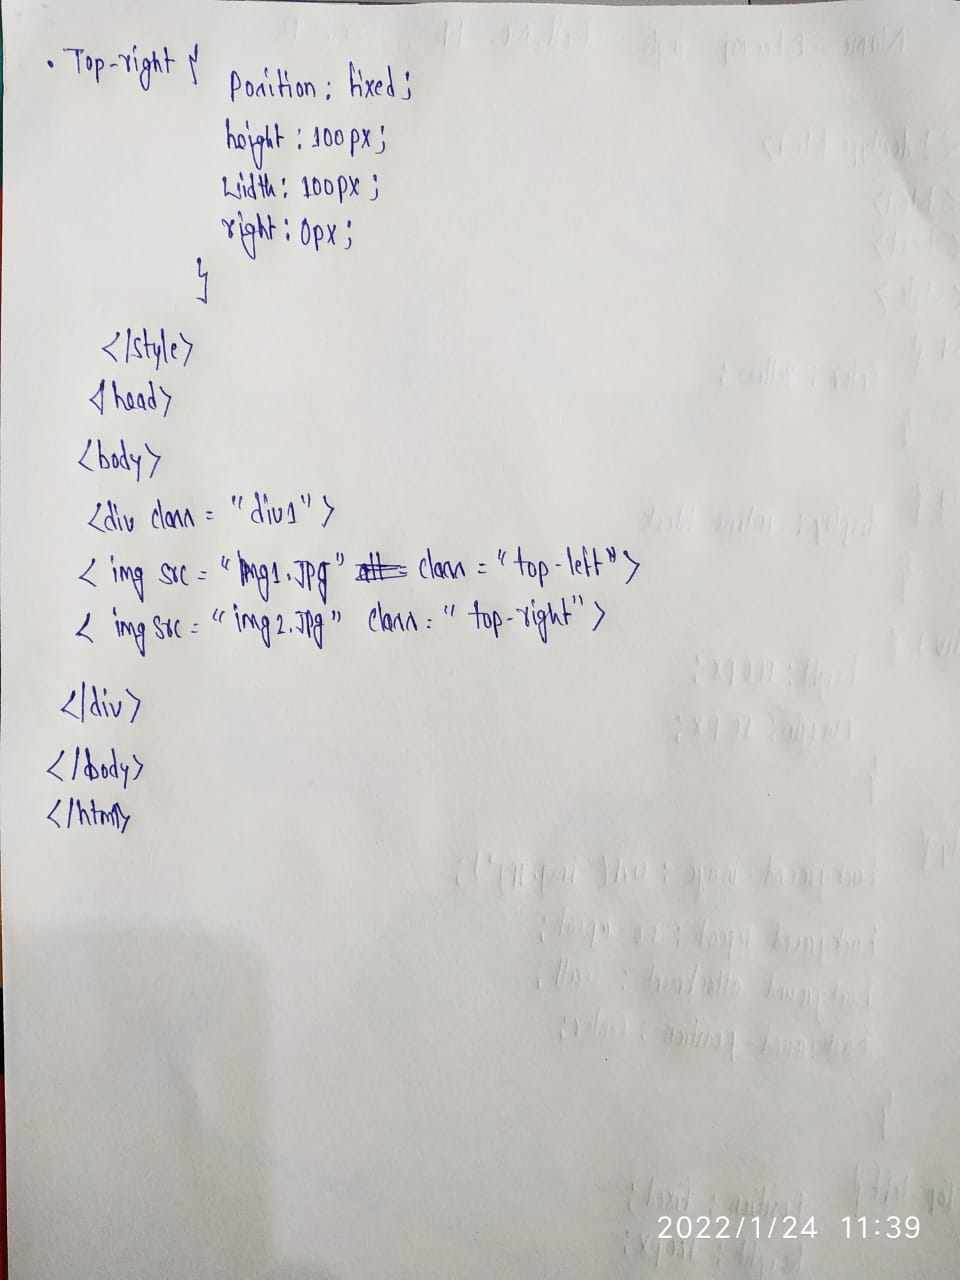 . Top-right {
Position : fixed ;
height : 100px ;
Width : 100px ;
right : 0px ;
}
</style>
</head>
<body>
<div class = "div1">
< img src = "img1.jpg" class = "top-left">
< img src = "img2.jpg" class = "top-right">
</div>
</body>
</html>
2022/1/24 11:39